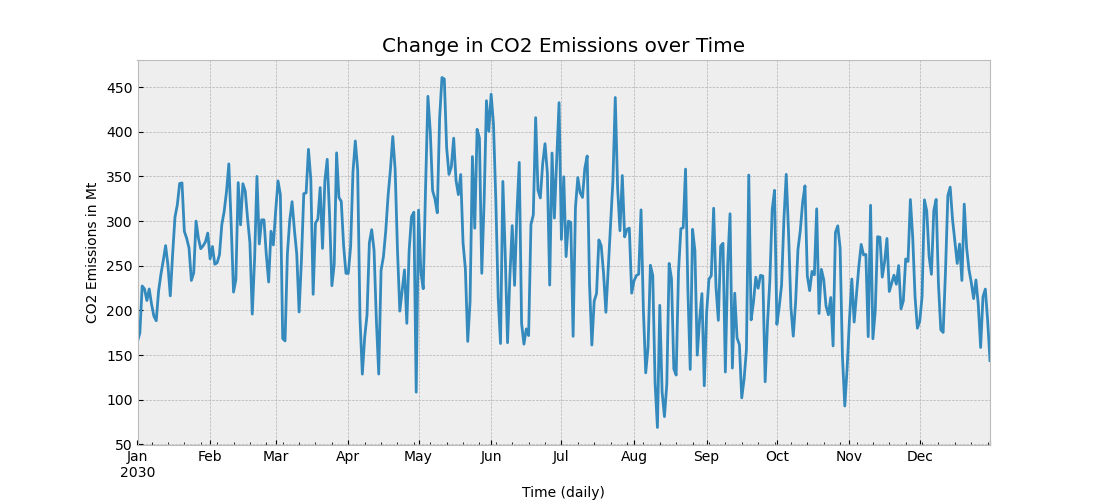 Change in CO2 Emissions over Time
CO2 Emissions in Mt
450
400
350
300
250
200
150
100
50
Jan Feb Mar Apr May Jun Jul Aug Sep Oct Nov Dec
2030
Time (daily)